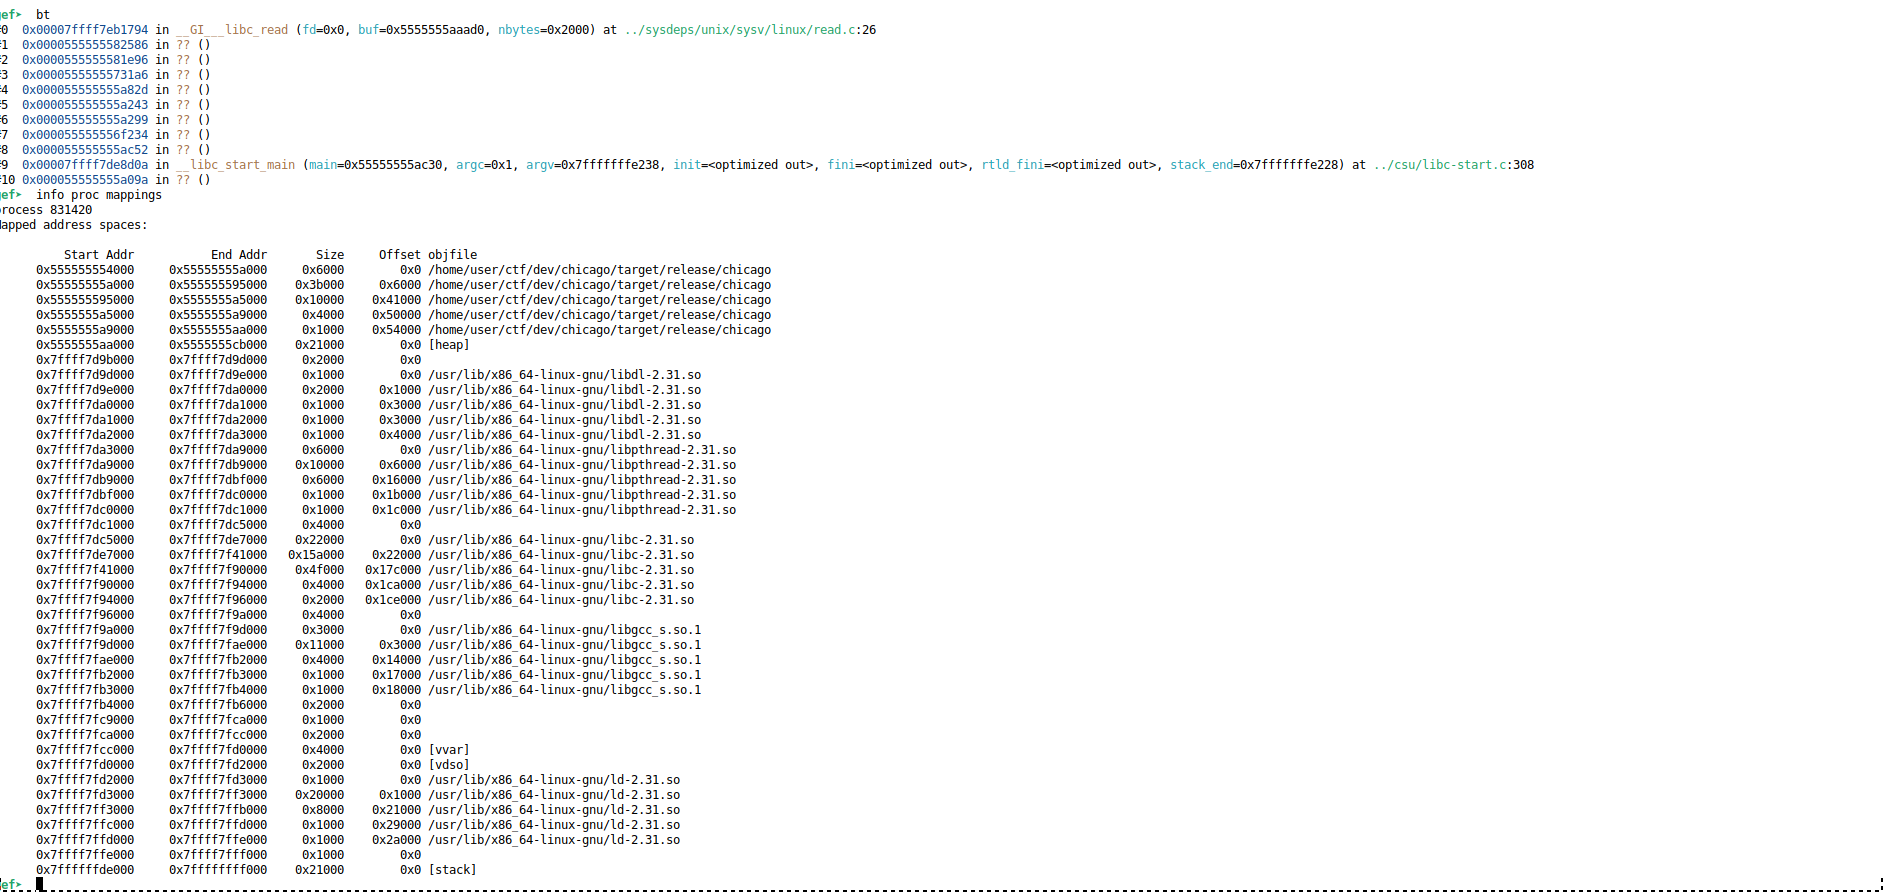 gef➤  bt
#0  0x00007ffff7eb1794 in __GI___libc_read (fd=0x0, buf=0x5555555aaad0, nbytes=0x2000) at ../sysdeps/unix/sysv/linux/read.c:26
#1  0x0000555555582586 in ?? ()
#2  0x0000555555581e96 in ?? ()
#3  0x00005555555731a6 in ?? ()
#4  0x000055555555a82d in ?? ()
#5  0x000055555555a243 in ?? ()
#6  0x000055555555a299 in ?? ()
#7  0x000055555556f234 in ?? ()
#8  0x000055555555ac52 in ?? ()
#9  0x00007ffff7de8d0a in __libc_start_main (main=0x55555555ac30, argc=0x1, argv=0x7fffffffe238, init=<optimized out>, fini=<optimized out>, rtld_fini=<optimized out>, stack_end=0x7fffffffe228) at ../csu/libc-start.c:308
#10 0x000055555555a09a in ?? ()
gef➤  info proc mappings
process 831420
Mapped address spaces:
Start Addr           End Addr       Size     Offset objfile
0x555555554000     0x55555555a000     0x6000        0x0 /home/user/ctf/dev/chicago/target/release/chicago
0x55555555a000     0x555555595000    0x3b000     0x6000 /home/user/ctf/dev/chicago/target/release/chicago
0x555555595000     0x5555555a5000    0x10000    0x41000 /home/user/ctf/dev/chicago/target/release/chicago
0x5555555a5000     0x5555555a9000     0x4000    0x50000 /home/user/ctf/dev/chicago/target/release/chicago
0x5555555a9000     0x5555555aa000     0x1000    0x54000 /home/user/ctf/dev/chicago/target/release/chicago
0x5555555aa000     0x5555555cb000    0x21000        0x0 [heap]
0x7ffff7d9b000     0x7ffff7d9d000     0x2000        0x0
0x7ffff7d9d000     0x7ffff7d9e000     0x1000        0x0 /usr/lib/x86_64-linux-gnu/libdl-2.31.so
0x7ffff7d9e000     0x7ffff7da0000     0x2000     0x1000 /usr/lib/x86_64-linux-gnu/libdl-2.31.so
0x7ffff7da0000     0x7ffff7da1000     0x1000     0x3000 /usr/lib/x86_64-linux-gnu/libdl-2.31.so
0x7ffff7da1000     0x7ffff7da2000     0x1000     0x3000 /usr/lib/x86_64-linux-gnu/libdl-2.31.so
0x7ffff7da2000     0x7ffff7da3000     0x1000     0x4000 /usr/lib/x86_64-linux-gnu/libdl-2.31.so
0x7ffff7da3000     0x7ffff7da9000     0x6000        0x0 /usr/lib/x86_64-linux-gnu/libpthread-2.31.so
0x7ffff7da9000     0x7ffff7db9000    0x10000     0x6000 /usr/lib/x86_64-linux-gnu/libpthread-2.31.so
0x7ffff7db9000     0x7ffff7dbf000     0x6000    0x16000 /usr/lib/x86_64-linux-gnu/libpthread-2.31.so
0x7ffff7dbf000     0x7ffff7dc0000     0x1000    0x1b000 /usr/lib/x86_64-linux-gnu/libpthread-2.31.so
0x7ffff7dc0000     0x7ffff7dc1000     0x1000    0x1c000 /usr/lib/x86_64-linux-gnu/libpthread-2.31.so
0x7ffff7dc1000     0x7ffff7dc5000     0x4000        0x0
0x7ffff7dc5000     0x7ffff7de7000    0x22000        0x0 /usr/lib/x86_64-linux-gnu/libc-2.31.so
0x7ffff7de7000     0x7ffff7f41000   0x15a000    0x22000 /usr/lib/x86_64-linux-gnu/libc-2.31.so
0x7ffff7f41000     0x7ffff7f90000    0x4f000   0x17c000 /usr/lib/x86_64-linux-gnu/libc-2.31.so
0x7ffff7f90000     0x7ffff7f94000     0x4000   0x1ca000 /usr/lib/x86_64-linux-gnu/libc-2.31.so
0x7ffff7f94000     0x7ffff7f96000     0x2000   0x1ce000 /usr/lib/x86_64-linux-gnu/libc-2.31.so
0x7ffff7f96000     0x7ffff7f9a000     0x4000        0x0
0x7ffff7f9a000     0x7ffff7f9d000     0x3000        0x0 /usr/lib/x86_64-linux-gnu/libgcc_s.so.1
0x7ffff7f9d000     0x7ffff7fae000    0x11000     0x3000 /usr/lib/x86_64-linux-gnu/libgcc_s.so.1
0x7ffff7fae000     0x7ffff7fb2000     0x4000    0x14000 /usr/lib/x86_64-linux-gnu/libgcc_s.so.1
0x7ffff7fb2000     0x7ffff7fb3000     0x1000    0x17000 /usr/lib/x86_64-linux-gnu/libgcc_s.so.1
0x7ffff7fb3000     0x7ffff7fb4000     0x1000    0x18000 /usr/lib/x86_64-linux-gnu/libgcc_s.so.1
0x7ffff7fb4000     0x7ffff7fb6000     0x2000        0x0
0x7ffff7fc9000     0x7ffff7fca000     0x1000        0x0
0x7ffff7fca000     0x7ffff7fcc000     0x2000        0x0
0x7ffff7fcc000     0x7ffff7fd0000     0x4000        0x0 [vvar]
0x7ffff7fd0000     0x7ffff7fd2000     0x2000        0x0 [vdso]
0x7ffff7fd2000     0x7ffff7fd3000     0x1000        0x0 /usr/lib/x86_64-linux-gnu/ld-2.31.so
0x7ffff7fd3000     0x7ffff7ff3000    0x20000     0x1000 /usr/lib/x86_64-linux-gnu/ld-2.31.so
0x7ffff7ff3000     0x7ffff7ffb000     0x8000    0x21000 /usr/lib/x86_64-linux-gnu/ld-2.31.so
0x7ffff7ffc000     0x7ffff7ffd000     0x1000    0x29000 /usr/lib/x86_64-linux-gnu/ld-2.31.so
0x7ffff7ffd000     0x7ffff7ffe000     0x1000    0x2a000 /usr/lib/x86_64-linux-gnu/ld-2.31.so
0x7ffff7ffe000     0x7ffff7fff000     0x1000        0x0
0x7ffffffde000     0x7ffffffff000    0x21000        0x0 [stack]
gef➤